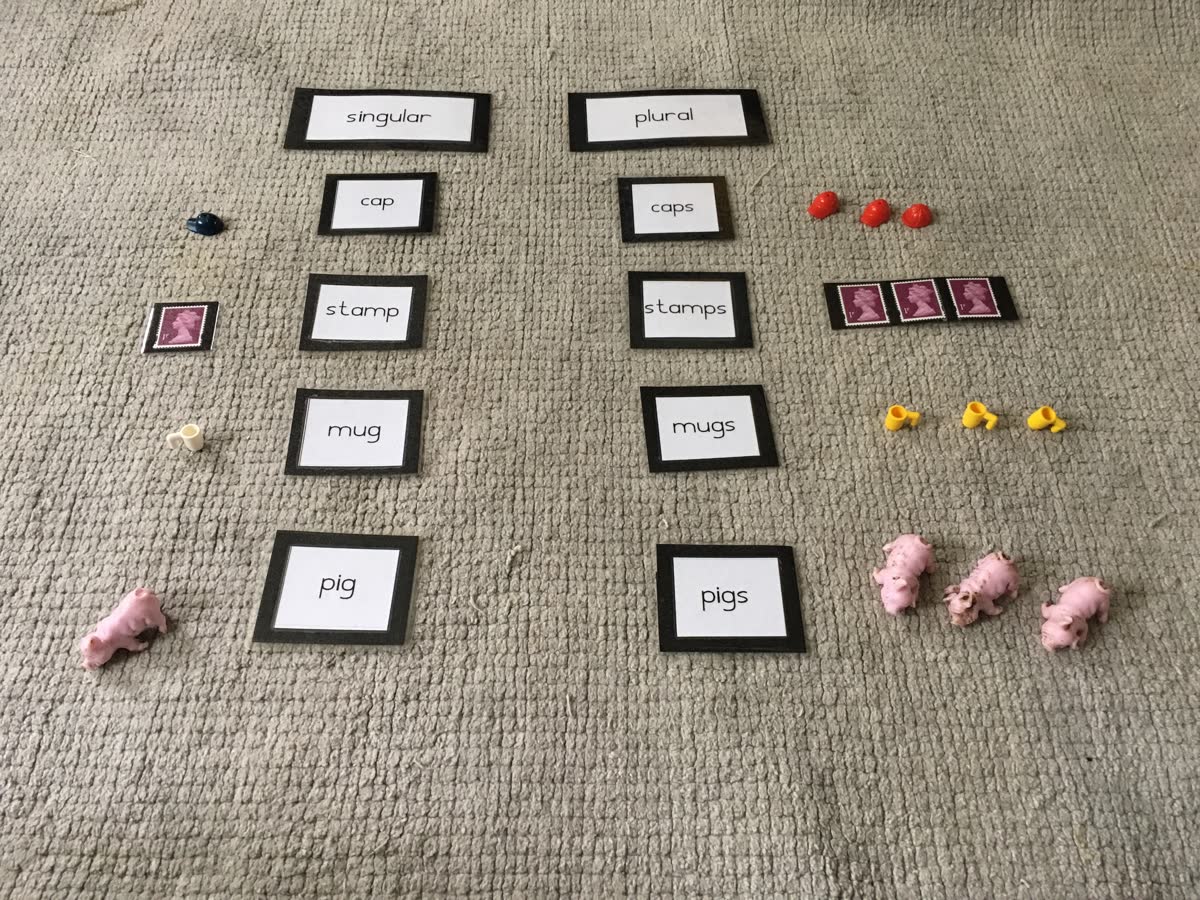 singular plural
cap caps
stamp stamps
mug mugs
pig pigs